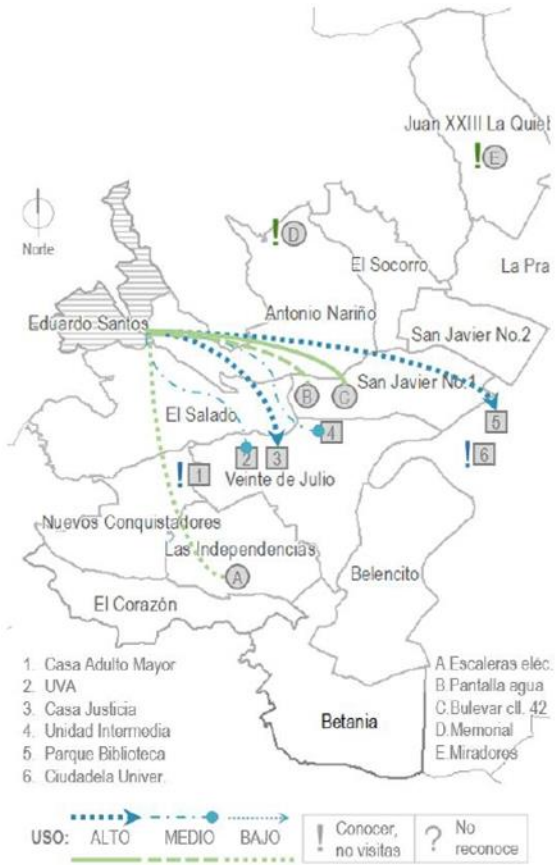 Juan XXIII La Quieb
! E
Norte
! D
El Socorro
La Pra
Antonio Nariño
Eduardo Santos
San Javier No.2
San Javier No.1
B C
El Salado
5
4
2 3
! 6
! 1
Veinte de Julio
Nuevos Conquistadores
Las Independencias
Belencito
A
El Corazón
1. Casa Adulto Mayor
2. UVA
3. Casa Justicia
4. Unidad Intermedia
5. Parque Biblioteca
6. Ciudadela Univer.
Betania
A.Escaleras eléc.
B.Pantalla agua
C.Bulevar cll. 42
D.Memorial
E.Miradores
USO: ALTO MEDIO BAJO
! Conocer,
no visitas
? No
reconoce